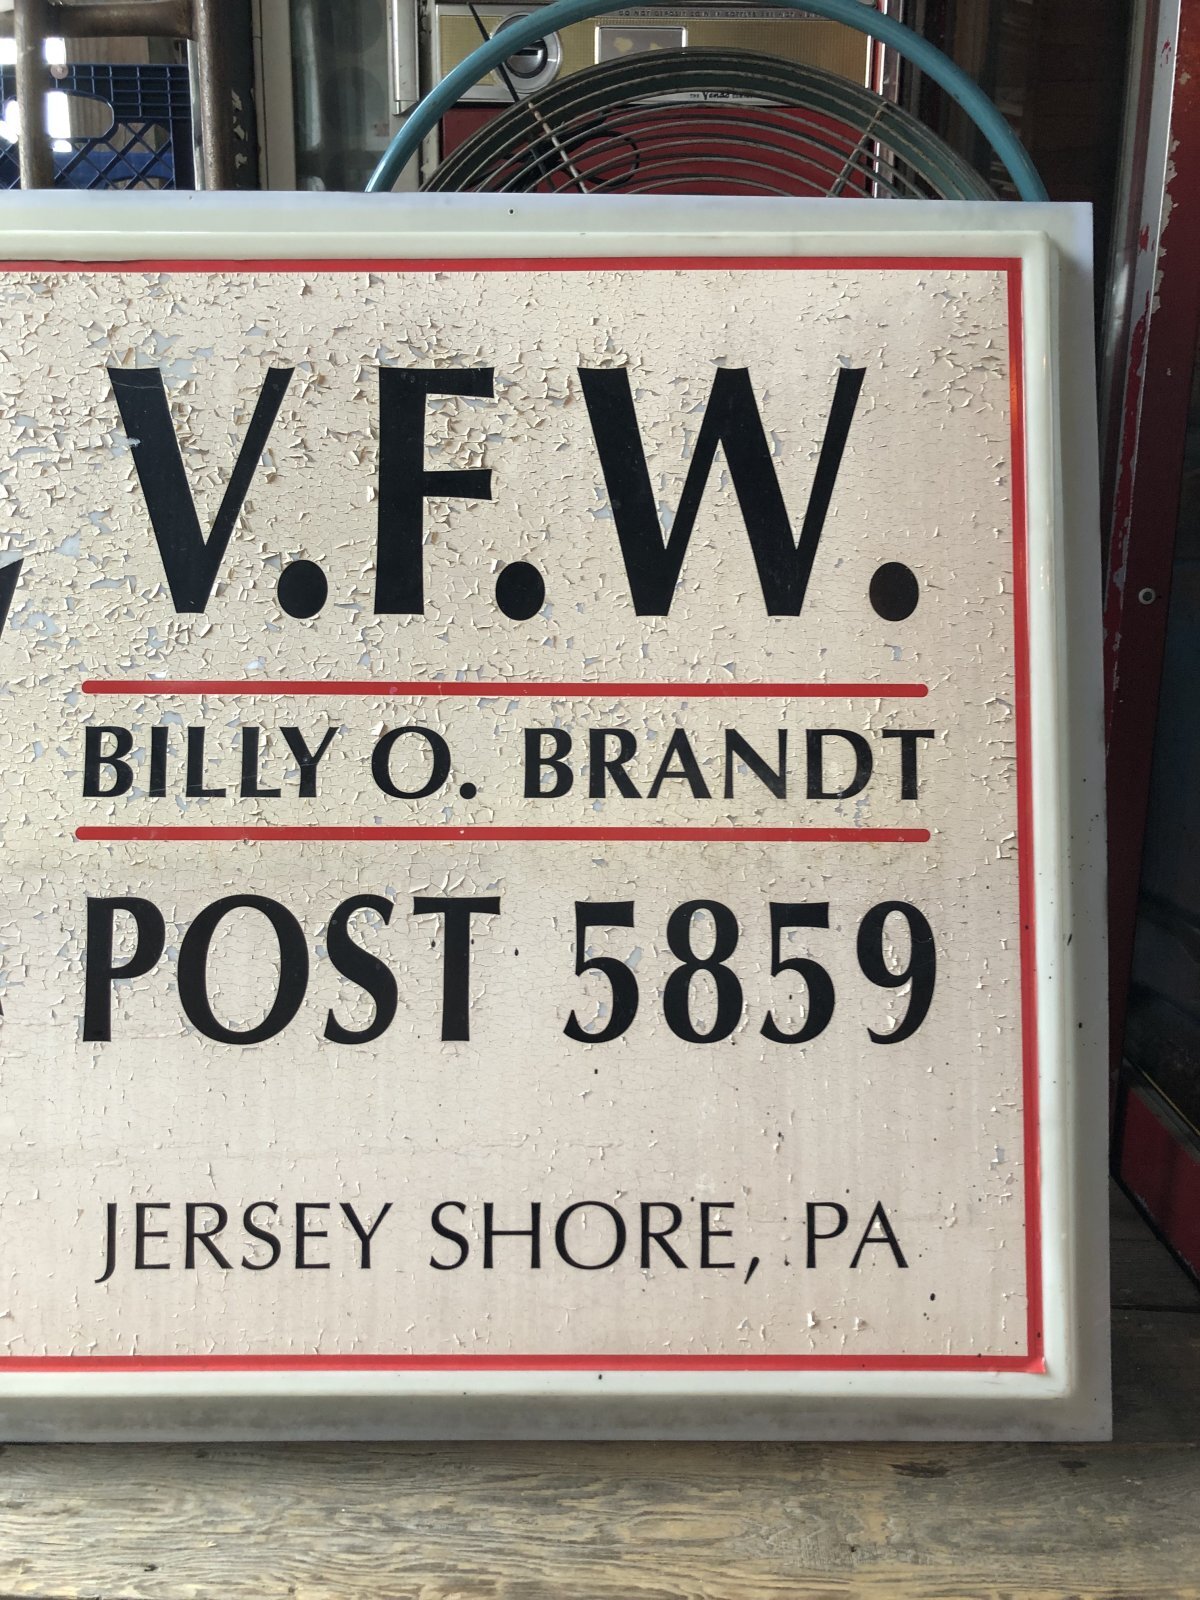 V.F.W.
BILLY O. BRANDT
POST 5859
JERSEY SHORE, PA